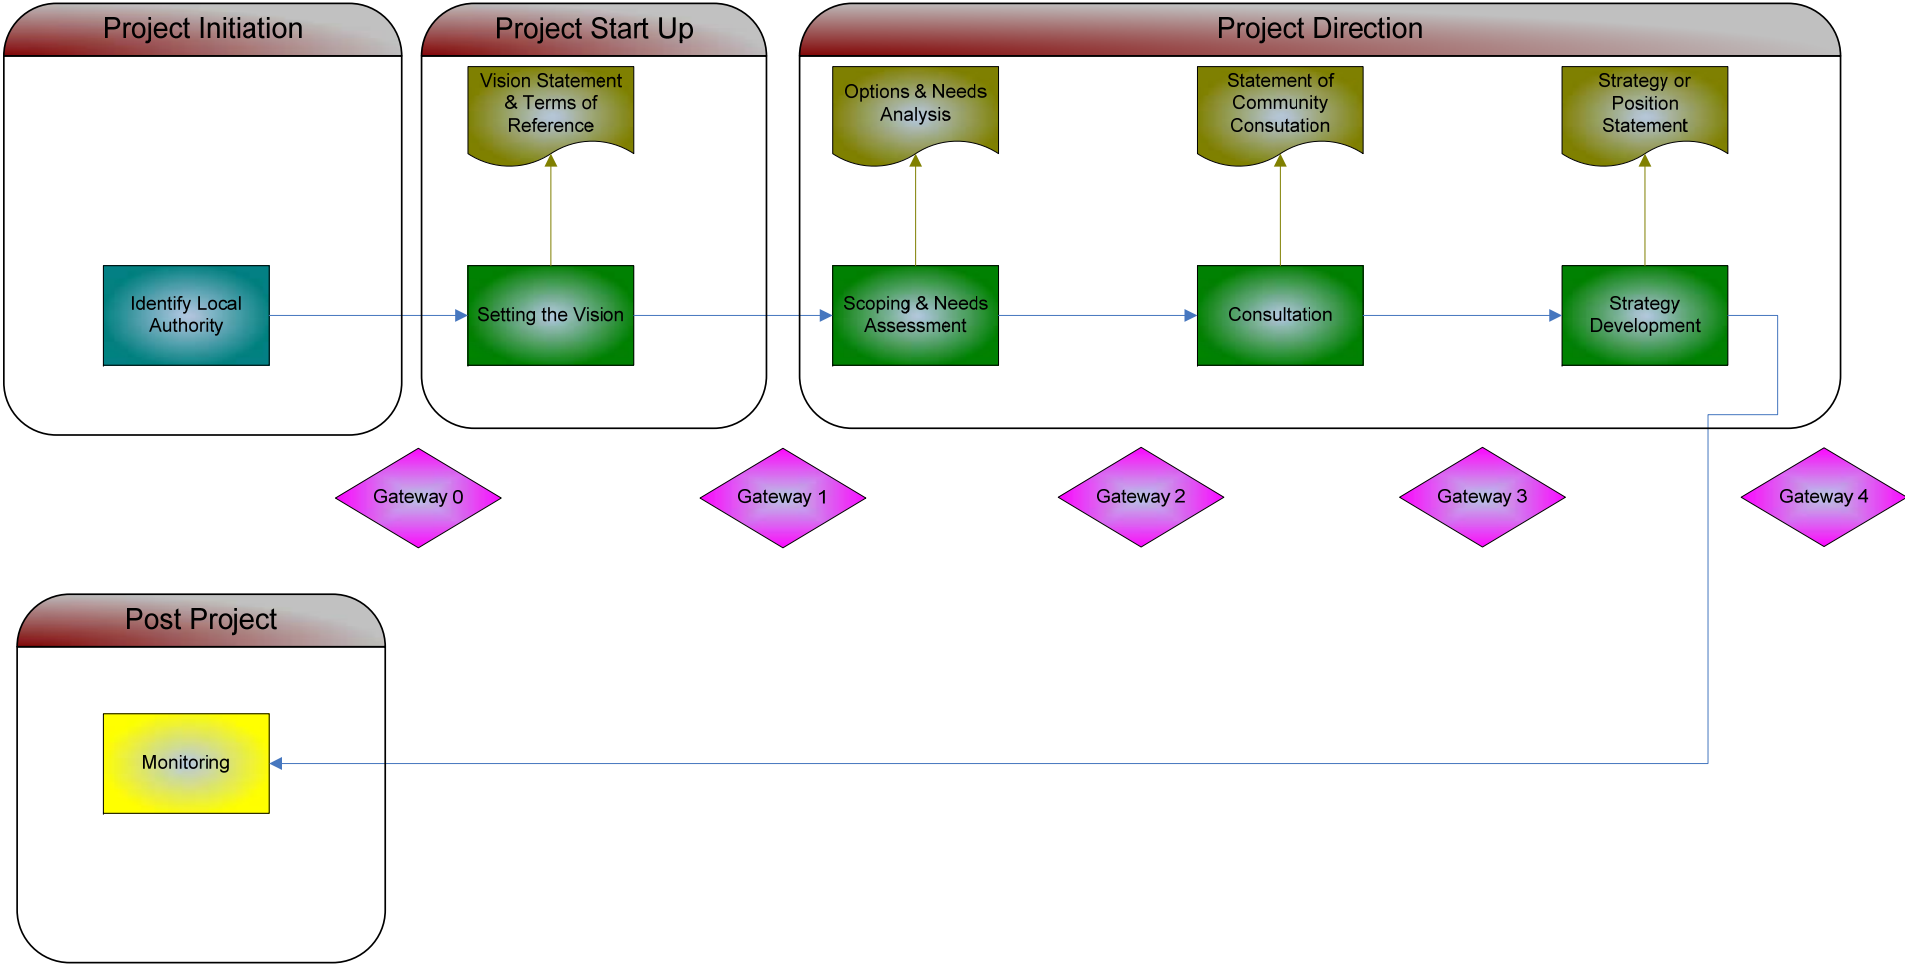 Project Initiation
Project Start Up
Project Direction
Vision Statement
& Terms of
Reference
Options & Needs
Analysis
Statement of
Community
Consutation
Strategy or
Position
Statement
Identify Local
Authority
Setting the Vision
Scoping & Needs
Assessment
Consultation
Strategy
Development
Gateway 0
Gateway 1
Gateway 2
Gateway 3
Gateway 4
Post Project
Monitoring